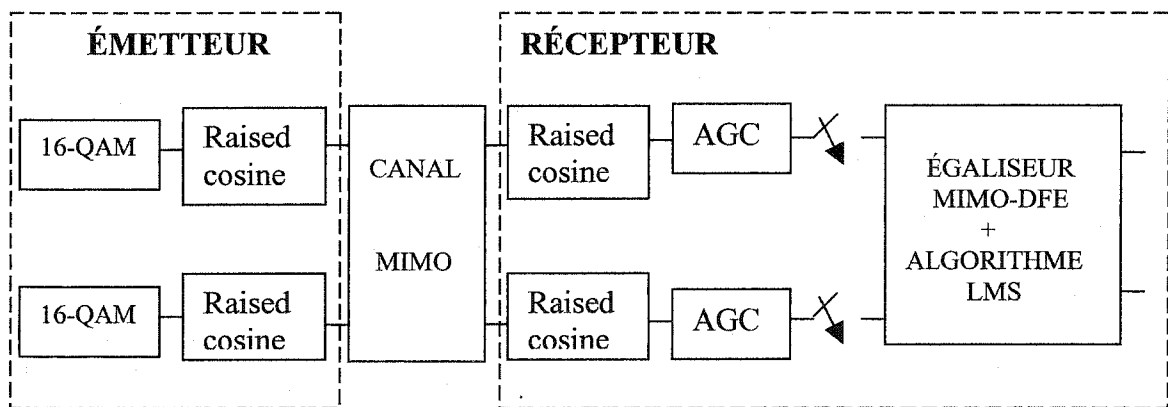 ÉMETTEUR
RÉCEPTEUR
16-QAM
Raised
cosine
CANAL
MIMO
Raised
cosine
AGC
ÉGALISEUR
MIMO-DFE
+
ALGORITHME
LMS
16-QAM
Raised
cosine
Raised
cosine
AGC